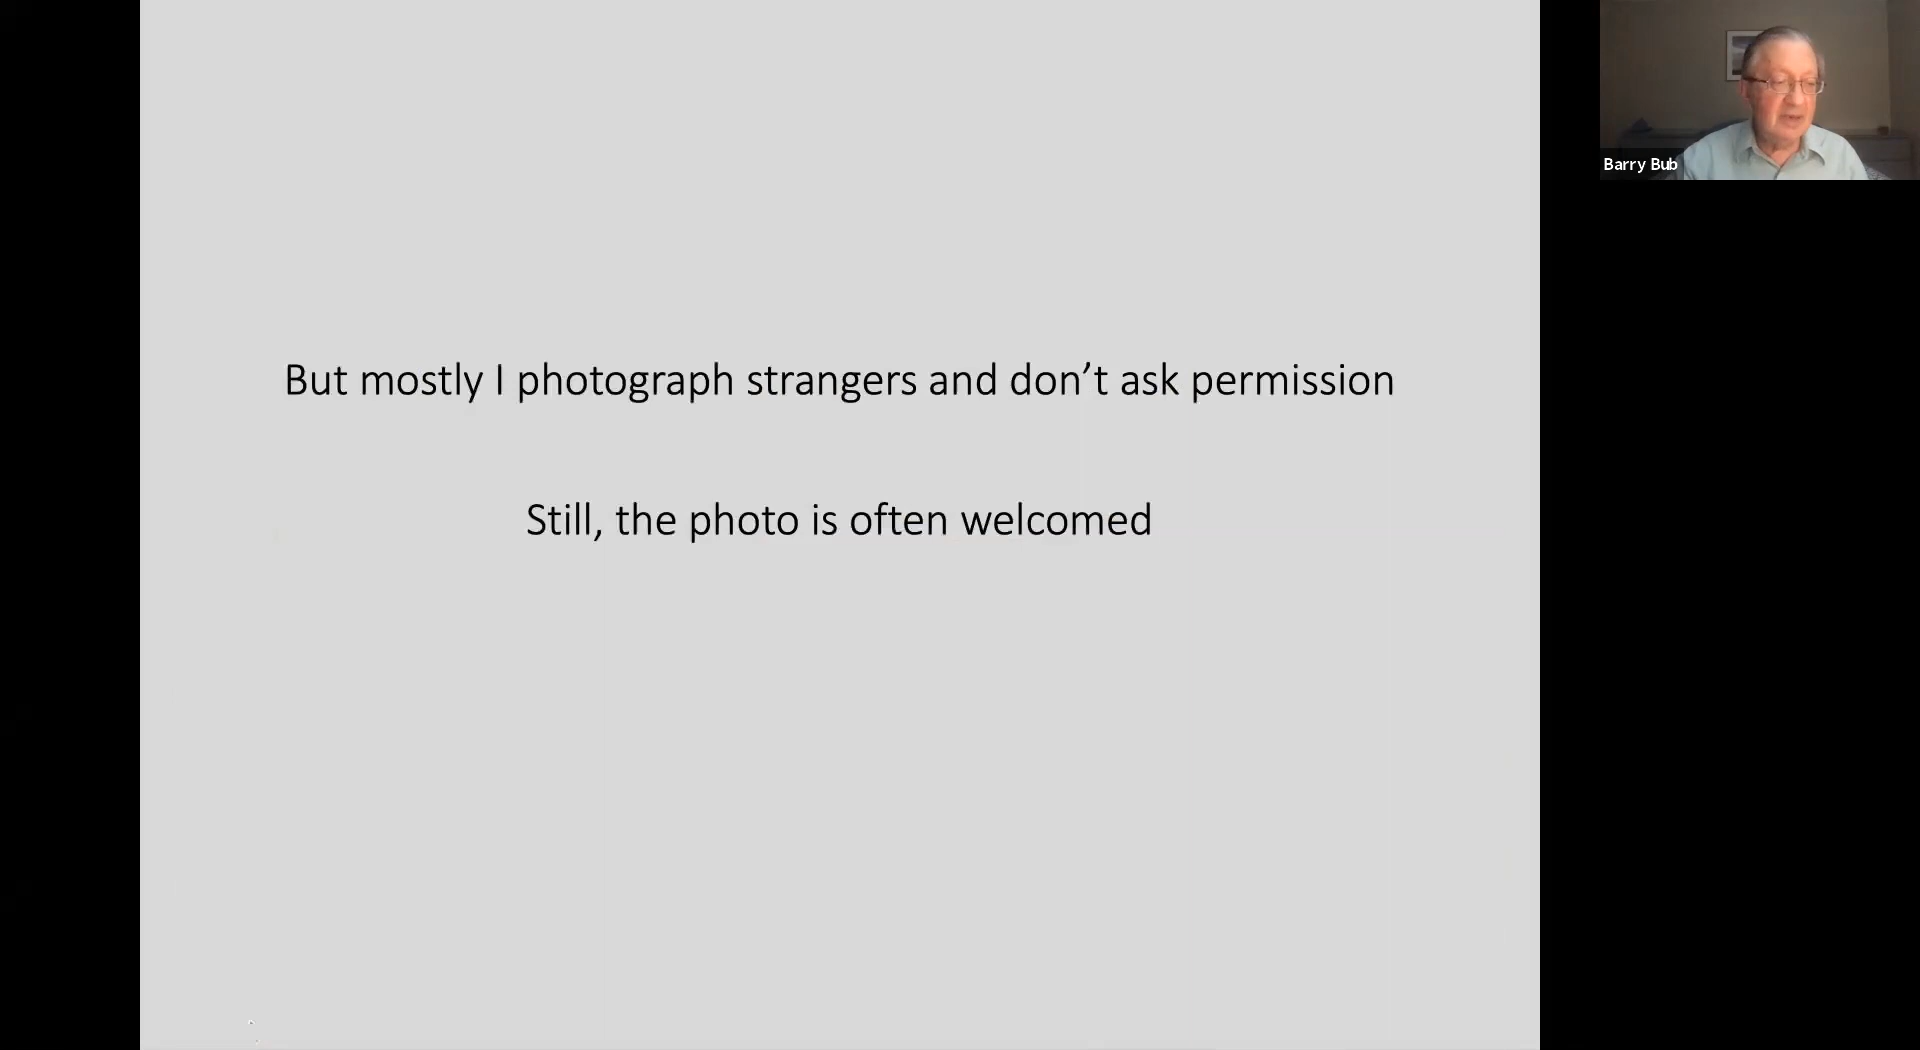 But mostly I photograph strangers and don’t ask permission
Still, the photo is often welcomed
Barry Bub